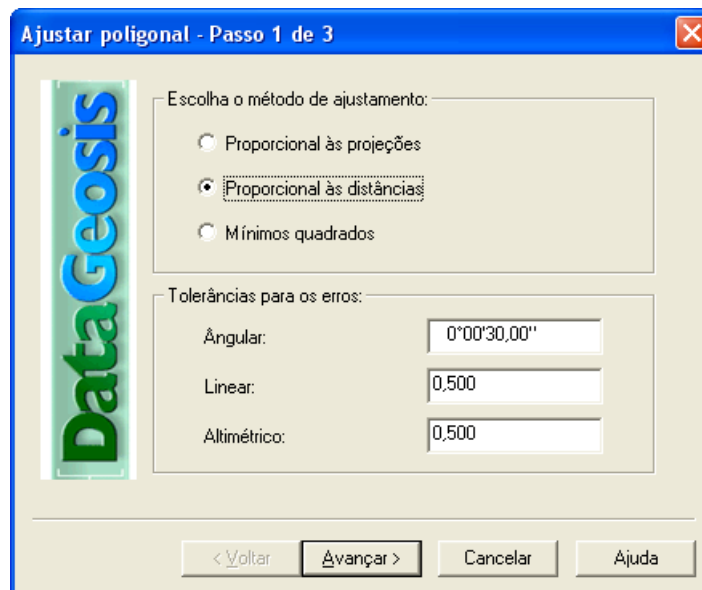 Ajustar poligonal - Passo 1 de 3
DataGeosis
Escolha o método de ajustamento:
Proporcional às projeções
Proporcional às distâncias
Mínimos quadrados
Tolerâncias para os erros:
Ângular: 0°00'30,00"
Linear: 0,500
Altimétrico: 0,500
< Voltar Avançar > Cancelar Ajuda